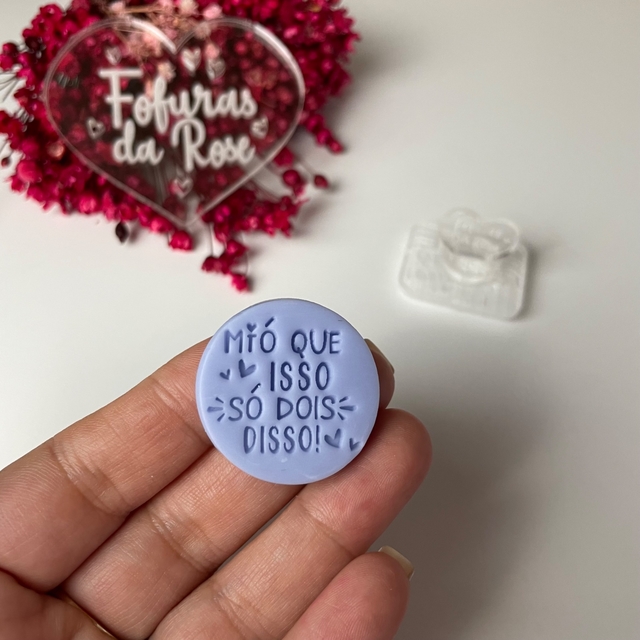 Fofuras
da Rose
MIÓ QUE
ISSO
SÓ DOIS
DISSO!